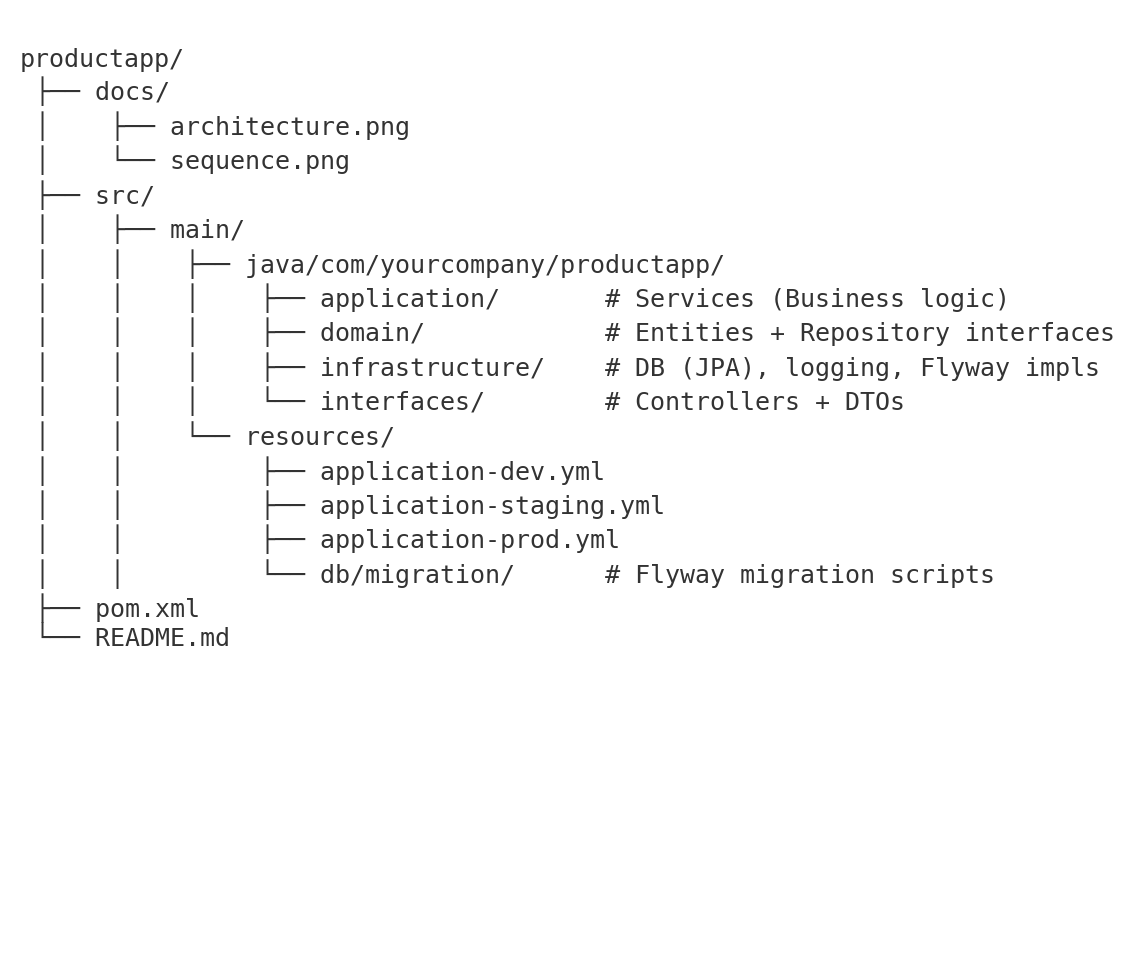 productapp/
├── docs/
│    ├── architecture.png
│    └── sequence.png
├── src/
│    ├── main/
│    │    ├── java/com/yourcompany/productapp/
│    │    │    ├── application/       # Services (Business logic)
│    │    │    ├── domain/            # Entities + Repository interfaces
│    │    │    ├── infrastructure/    # DB (JPA), logging, Flyway impls
│    │    │    └── interfaces/        # Controllers + DTOs
│    │    └── resources/
│    │         ├── application-dev.yml
│    │         ├── application-staging.yml
│    │         ├── application-prod.yml
│    │         └── db/migration/      # Flyway migration scripts
├── pom.xml
└── README.md